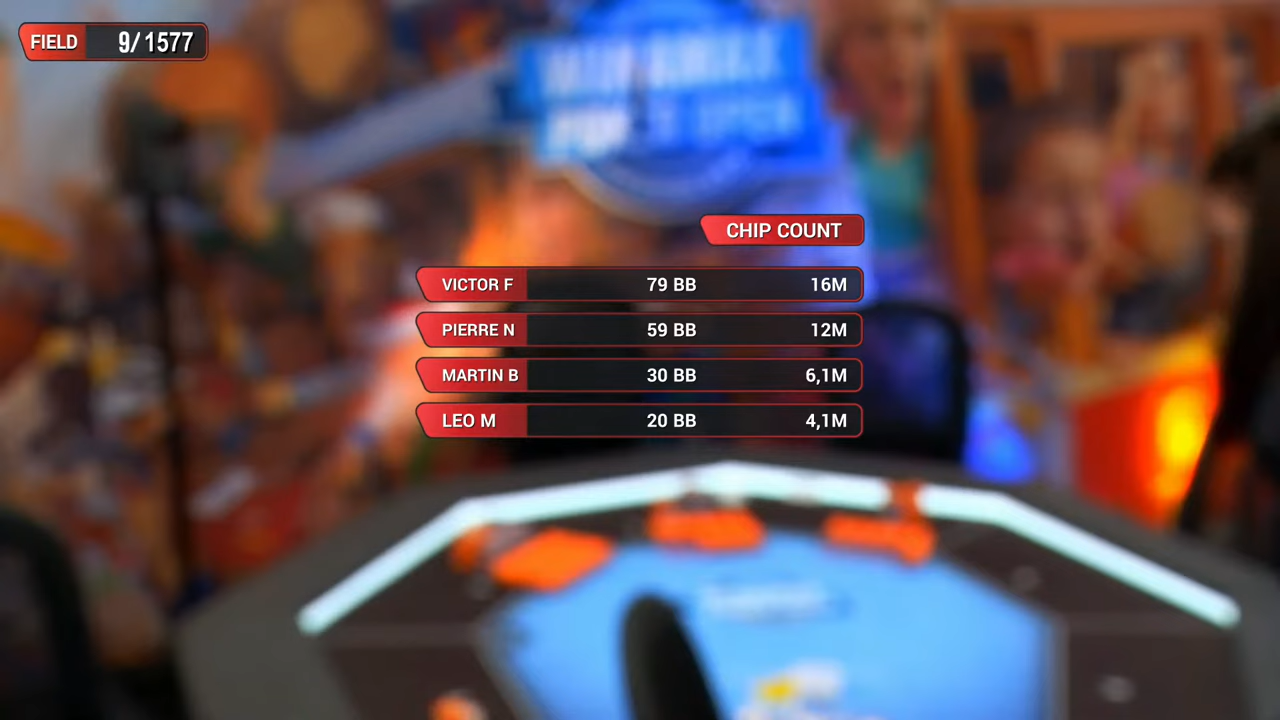 FIELD 9/1577
CHIP COUNT
VICTOR F 79 BB 16M
PIERRE N 59 BB 12M
MARTIN B 30 BB 6,1M
LEO M 20 BB 4,1M